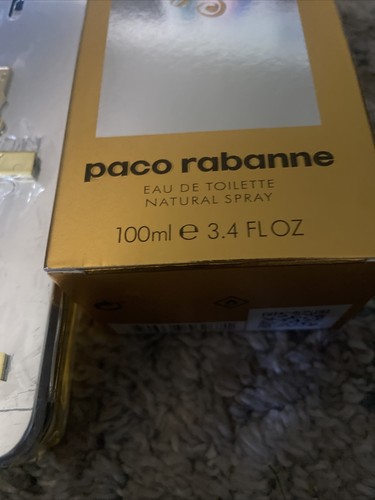 paco rabanne
EAU DE TOILETTE
NATURAL SPRAY
100ml e 3.4 FL OZ